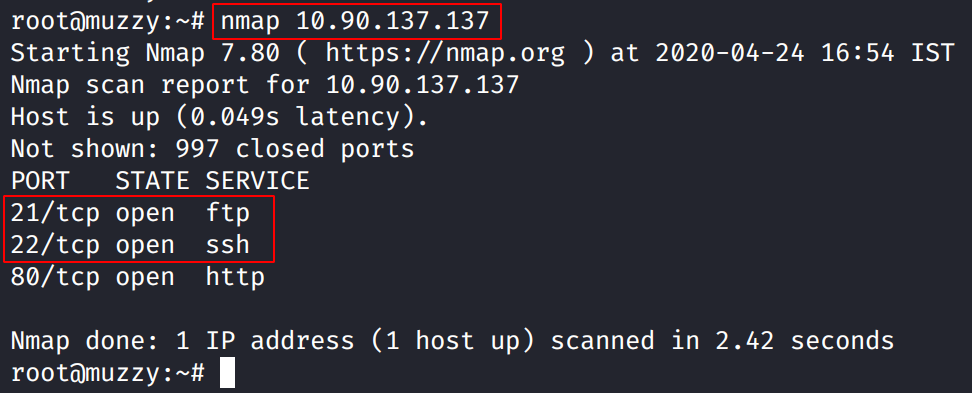 root@muzzy:~# nmap 10.90.137.137
Starting Nmap 7.80 ( https://nmap.org ) at 2020-04-24 16:54 IST
Nmap scan report for 10.90.137.137
Host is up (0.049s latency).
Not shown: 997 closed ports
PORT   STATE SERVICE
21/tcp open  ftp
22/tcp open  ssh
80/tcp open  http
Nmap done: 1 IP address (1 host up) scanned in 2.42 seconds
root@muzzy:~#